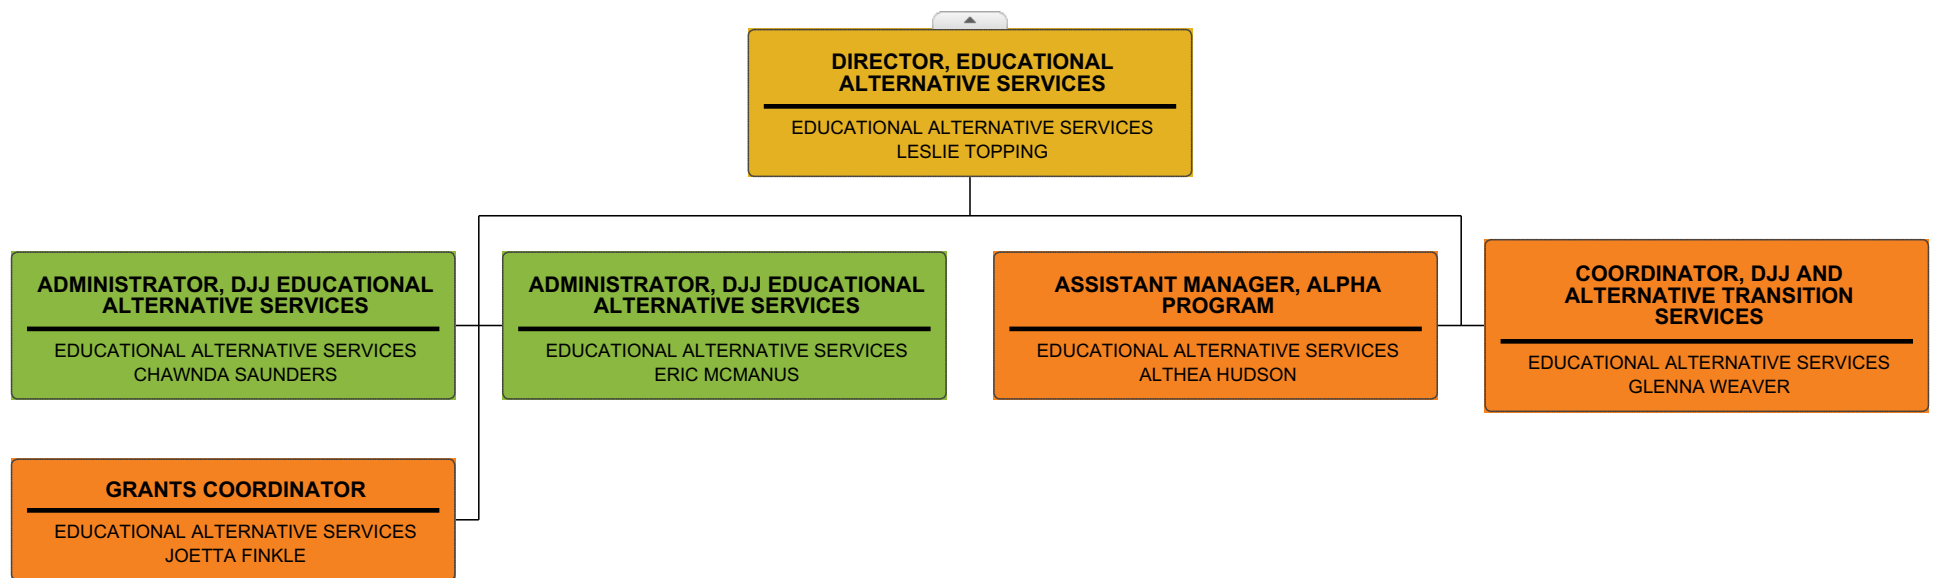 DIRECTOR, EDUCATIONAL
ALTERNATIVE SERVICES
EDUCATIONAL ALTERNATIVE SERVICES
LESLIE TOPPING
ADMINISTRATOR, DJJ EDUCATIONAL
ALTERNATIVE SERVICES
EDUCATIONAL ALTERNATIVE SERVICES
CHAWNDA SAUNDERS
ADMINISTRATOR, DJJ EDUCATIONAL
ALTERNATIVE SERVICES
EDUCATIONAL ALTERNATIVE SERVICES
ERIC MCMANUS
ASSISTANT MANAGER, ALPHA
PROGRAM
EDUCATIONAL ALTERNATIVE SERVICES
ALTHEA HUDSON
COORDINATOR, DJJ AND
ALTERNATIVE TRANSITION
SERVICES
EDUCATIONAL ALTERNATIVE SERVICES
GLENNA WEAVER
GRANTS COORDINATOR
EDUCATIONAL ALTERNATIVE SERVICES
JOETTA FINKLE